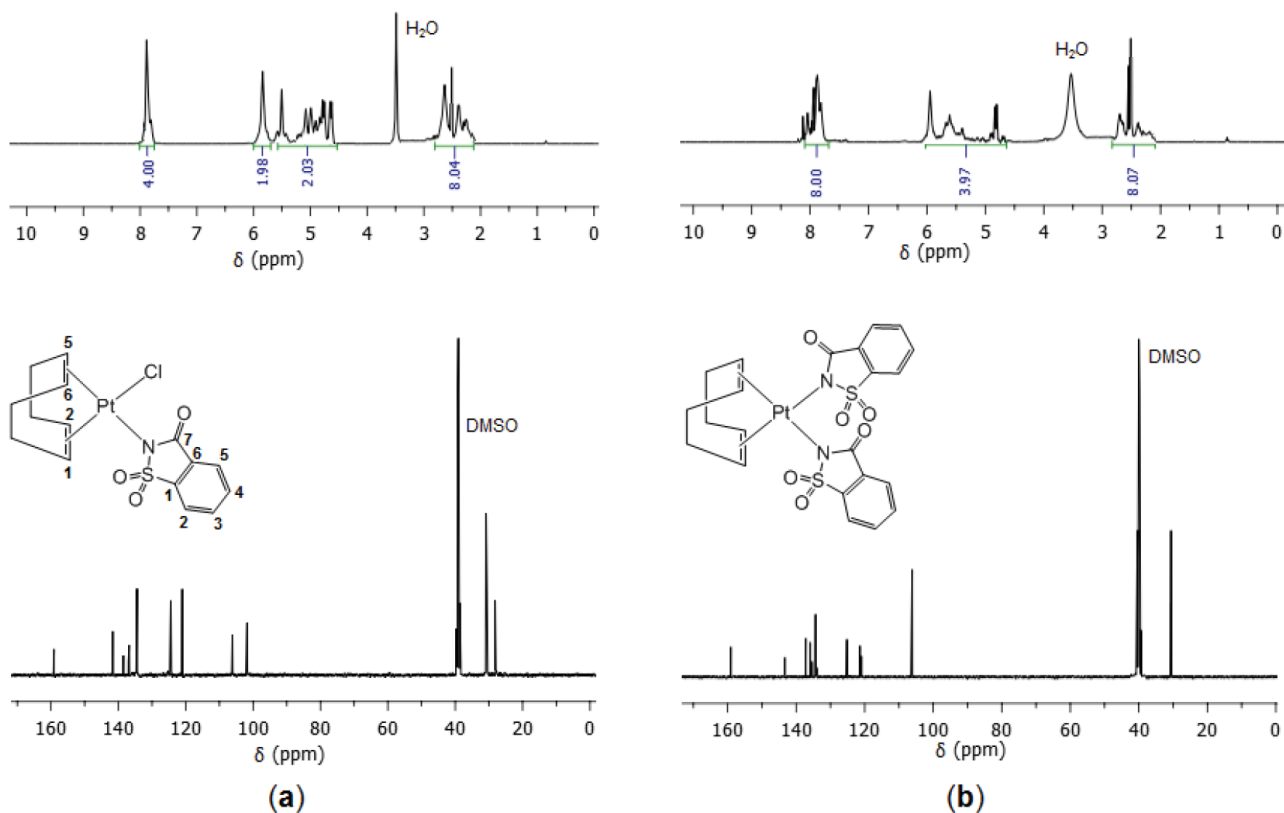 H₂O
4.00
1.98
2.03
8.04
10 9 8 7 6 5 4 3 2 1 0
δ (ppm)
H₂O
8.00
3.97
8.07
10 9 8 7 6 5 4 3 2 1 0
δ (ppm)
5
Cl
6
Pt
2
O
1
N
7
6
5
O
S
O
1
4
2
3
DMSO
160 140 120 100 80 60 40 20 0
δ (ppm)
(a)
O
N
S
O
O
Pt
O
N
S
O
O
DMSO
160 140 120 100 80 60 40 20 0
δ (ppm)
(b)